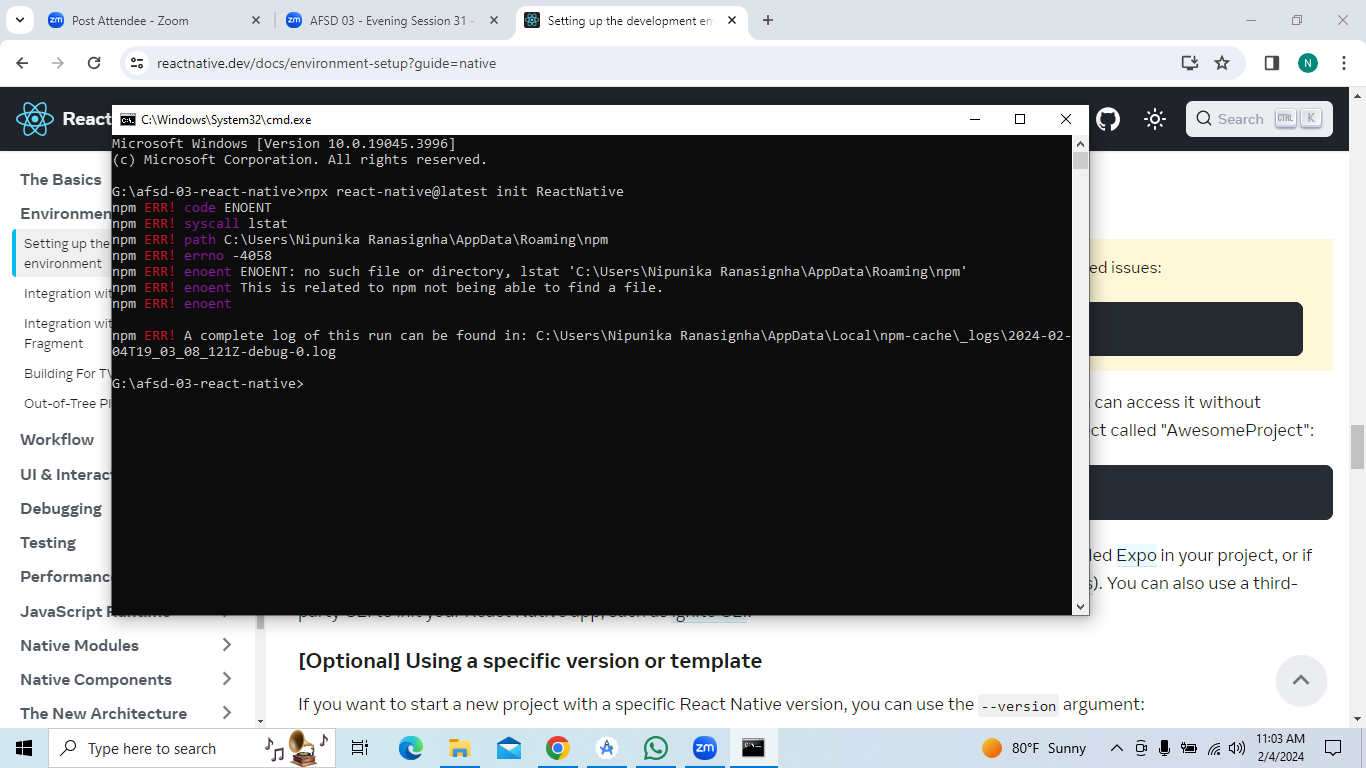 Post Attendee - Zoom
AFSD 03 - Evening Session 31 -
Setting up the development en
reactnative.dev/docs/environment-setup?guide=native
N
React
Search
CTRL
K
C:\Windows\System32\cmd.exe
Microsoft Windows [Version 10.0.19045.3996]
(c) Microsoft Corporation. All rights reserved.
G:\afsd-03-react-native>npx react-native@latest init ReactNative
npm ERR! code ENOENT
npm ERR! syscall lstat
npm ERR! path C:\Users\Nipunika Ranasignha\AppData\Roaming\npm
npm ERR! errno -4058
npm ERR! enoent ENOENT: no such file or directory, lstat 'C:\Users\Nipunika Ranasignha\AppData\Roaming\npm'
npm ERR! enoent This is related to npm not being able to find a file.
npm ERR! enoent
npm ERR! A complete log of this run can be found in: C:\Users\Nipunika Ranasignha\AppData\Local\npm-cache\_logs\2024-02-
04T19_03_08_121Z-debug-0.log
G:\afsd-03-react-native>
The Basics
Environmen
Setting up the
environment
Integration wit
Integration wit
Fragment
Building For TV
Out-of-Tree Pl
Workflow
UI & Interact
Debugging
Testing
Performance
JavaScript Runtime
Native Modules
Native Components
The New Architecture
ed issues:
can access it without
ct called "AwesomeProject":
led Expo in your project, or if
s). You can also use a third-
party CLI to init your React Native app, such as Ignite CLI.
[Optional] Using a specific version or template
If you want to start a new project with a specific React Native version, you can use the --version argument:
Type here to search
zm
80°F Sunny
11:03 AM
2/4/2024